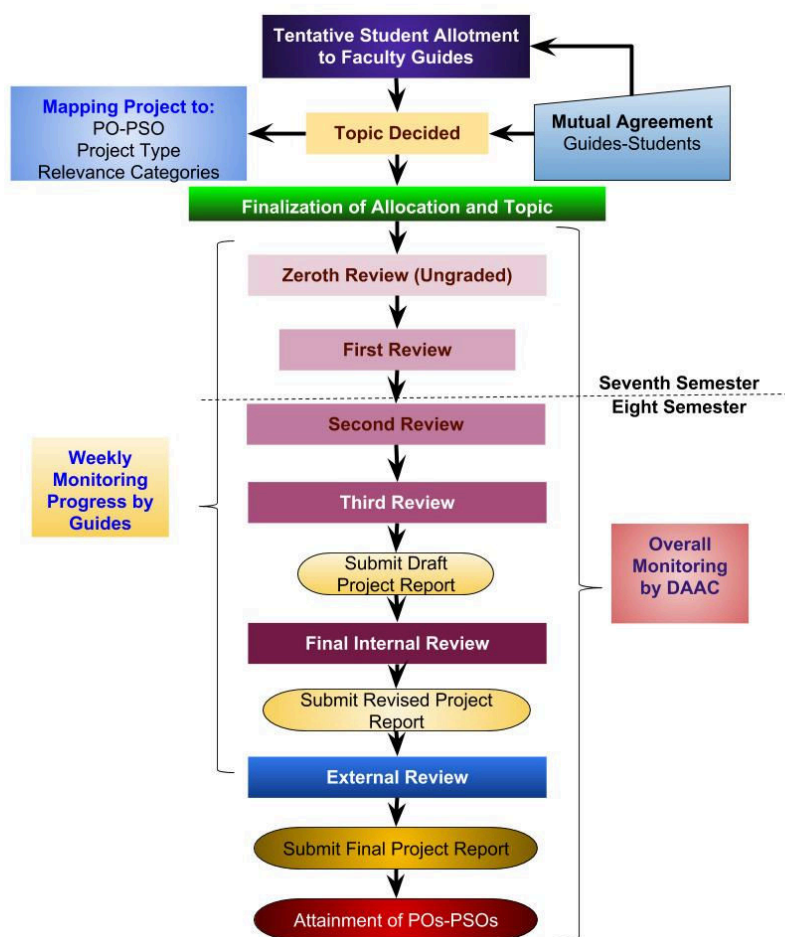 Tentative Student Allotment
to Faculty Guides
Mapping Project to:
PO-PSO
Project Type
Relevance Categories
Topic Decided
Mutual Agreement
Guides-Students
Finalization of Allocation and Topic
Zeroth Review (Ungraded)
First Review
Seventh Semester
Eight Semester
Second Review
Weekly
Monitoring
Progress by
Guides
Third Review
Submit Draft
Project Report
Overall
Monitoring
by DAAC
Final Internal Review
Submit Revised Project
Report
External Review
Submit Final Project Report
Attainment of POs-PSOs